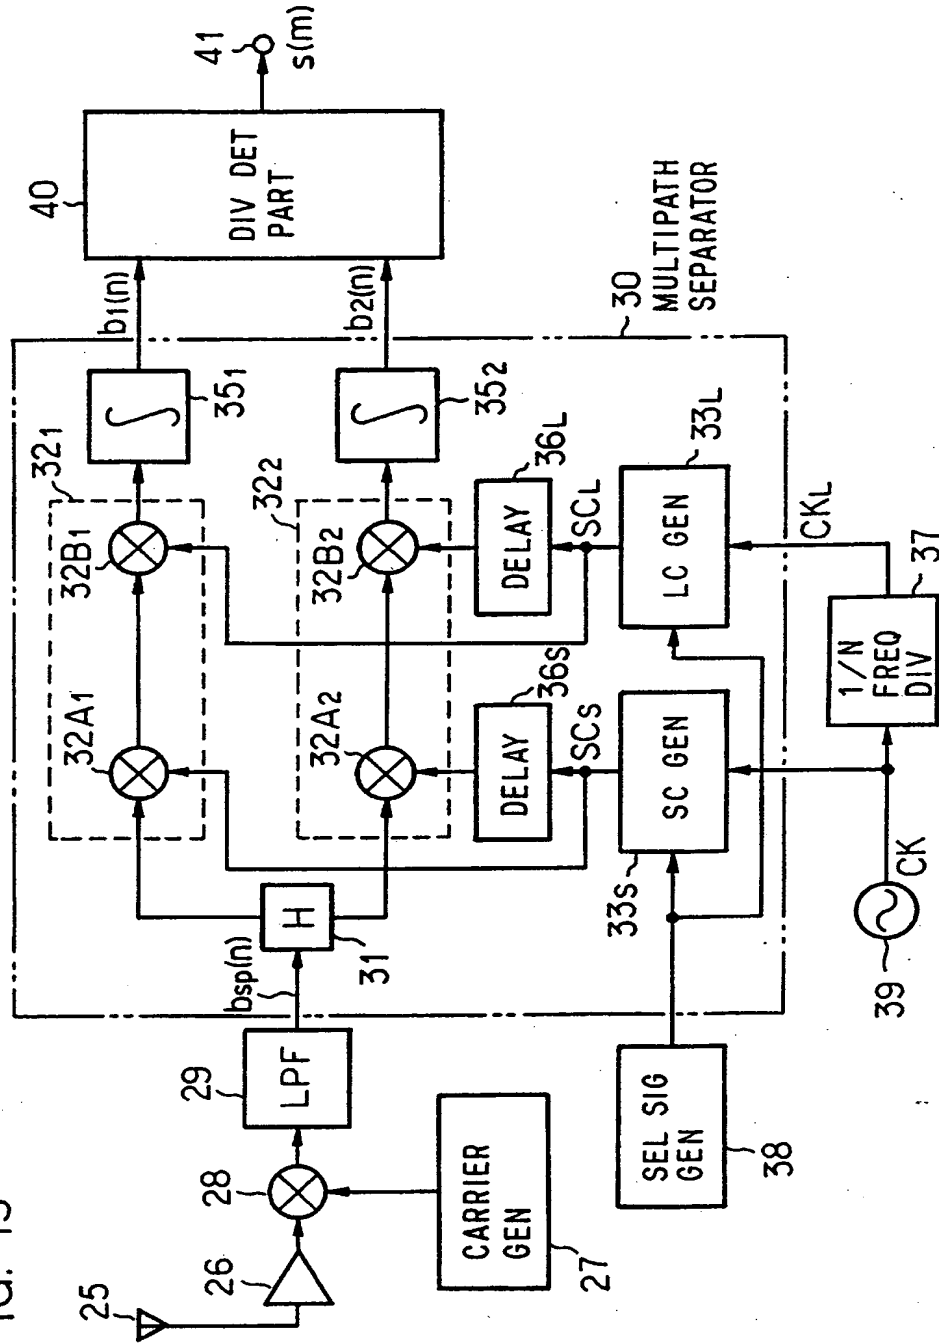 25
26
28
29
LPF
CARRIER
GEN
27
bsp(n)
H
31
32A1
32B1
321
351
b1(n)
32A2
32B2
322
352
b2(n)
40
DIV DET
PART
41
s(m)
DELAY
36S
DELAY
36L
SCS
SCL
SC GEN
33S
LC GEN
33L
30
MULTIPATH
SEPARATOR
SEL SIG
GEN
38
39
CK
1/N
FREQ
DIV
37
CKL